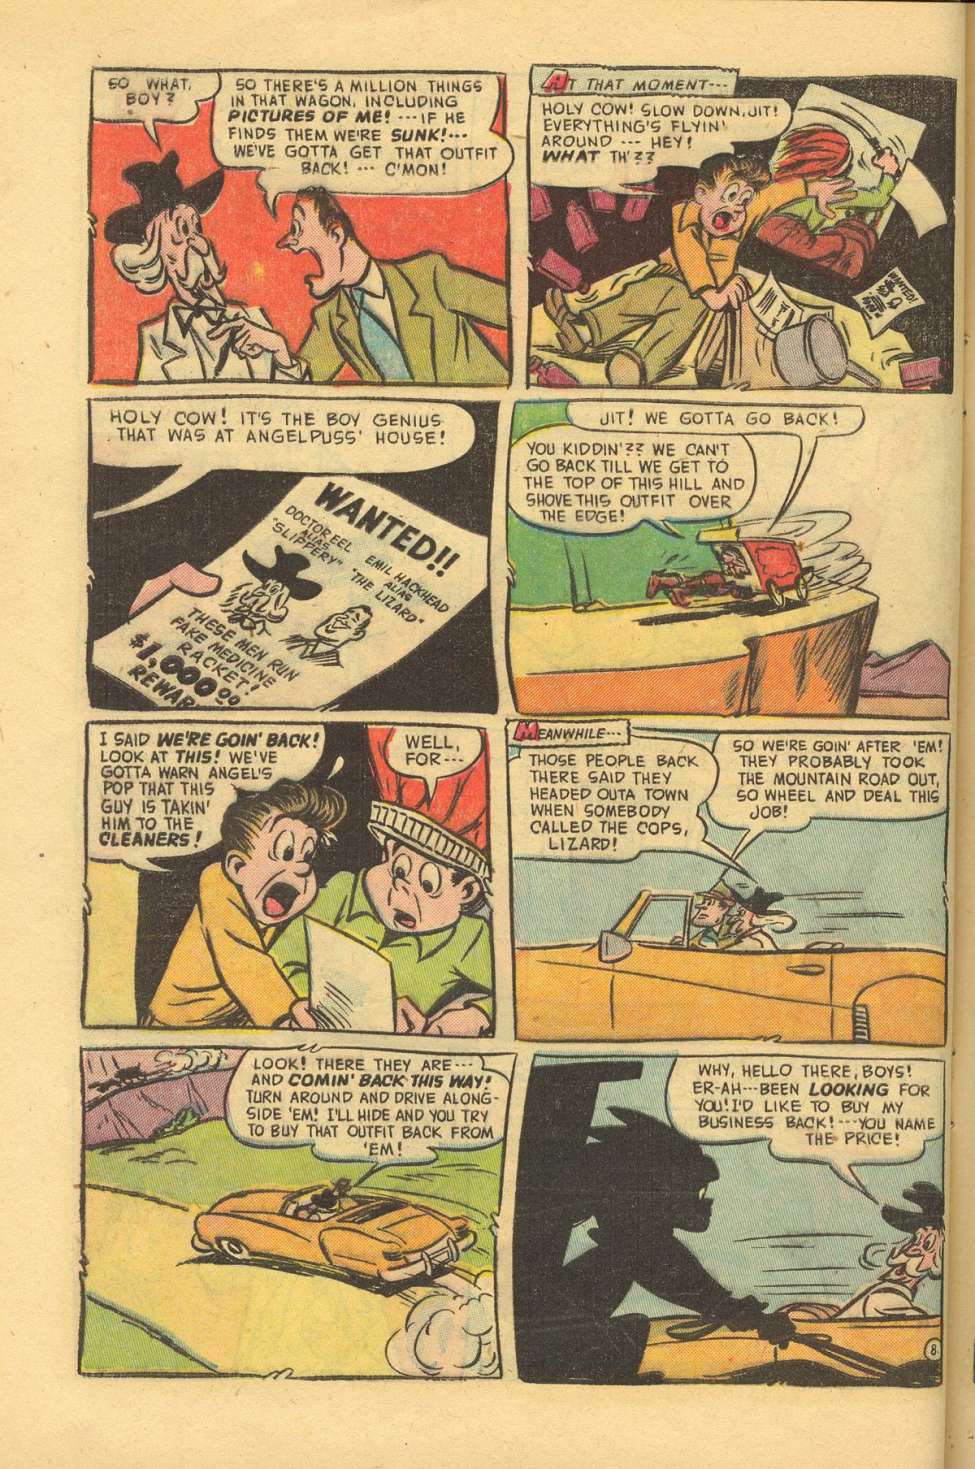 SO WHAT,
BOY?
SO THERE'S A MILLION THINGS
IN THAT WAGON, INCLUDING
PICTURES OF ME! --- IF HE
FINDS THEM WE'RE SUNK!---
WE'VE GOTTA GET THAT OUTFIT
BACK! --- C'MON!
AT THAT MOMENT---
HOLY COW! SLOW DOWN, JIT!
EVERYTHING'S FLYIN'
AROUND --- HEY!
WHAT TH'??
WANTED!
HOLY COW! IT'S THE BOY GENIUS
THAT WAS AT ANGELPUSS' HOUSE!
WANTED!!
DOCTOR EEL
ALIAS
"SLIPPERY"
EMIL HACKHEAD
ALIAS
"THE LIZARD"
THESE MEN RUN
FAKE MEDICINE
RACKET!
$1,000.00
REWAR
JIT! WE GOTTA GO BACK!
YOU KIDDIN'?? WE CAN'T
GO BACK TILL WE GET TO
THE TOP OF THIS HILL AND
SHOVE THIS OUTFIT OVER
THE EDGE!
I SAID WE'RE GOIN' BACK!
LOOK AT THIS! WE'VE
GOTTA WARN ANGEL'S
POP THAT THIS
GUY IS TAKIN'
HIM TO THE
CLEANERS!
WELL,
FOR---
MEANWHILE---
THOSE PEOPLE BACK
THERE SAID THEY
HEADED OUTA TOWN
WHEN SOMEBODY
CALLED THE COPS,
LIZARD!
SO WE'RE GOIN' AFTER 'EM!
THEY PROBABLY TOOK
THE MOUNTAIN ROAD OUT,
SO WHEEL AND DEAL THIS
JOB!
LOOK! THERE THEY ARE---
AND COMIN' BACK THIS WAY!
TURN AROUND AND DRIVE ALONG-
SIDE 'EM! I'LL HIDE AND YOU TRY
TO BUY THAT OUTFIT BACK FROM
'EM!
WHY, HELLO THERE, BOYS!
ER-AH---BEEN LOOKING FOR
YOU! I'D LIKE TO BUY MY
BUSINESS BACK!---YOU NAME
THE PRICE!
8